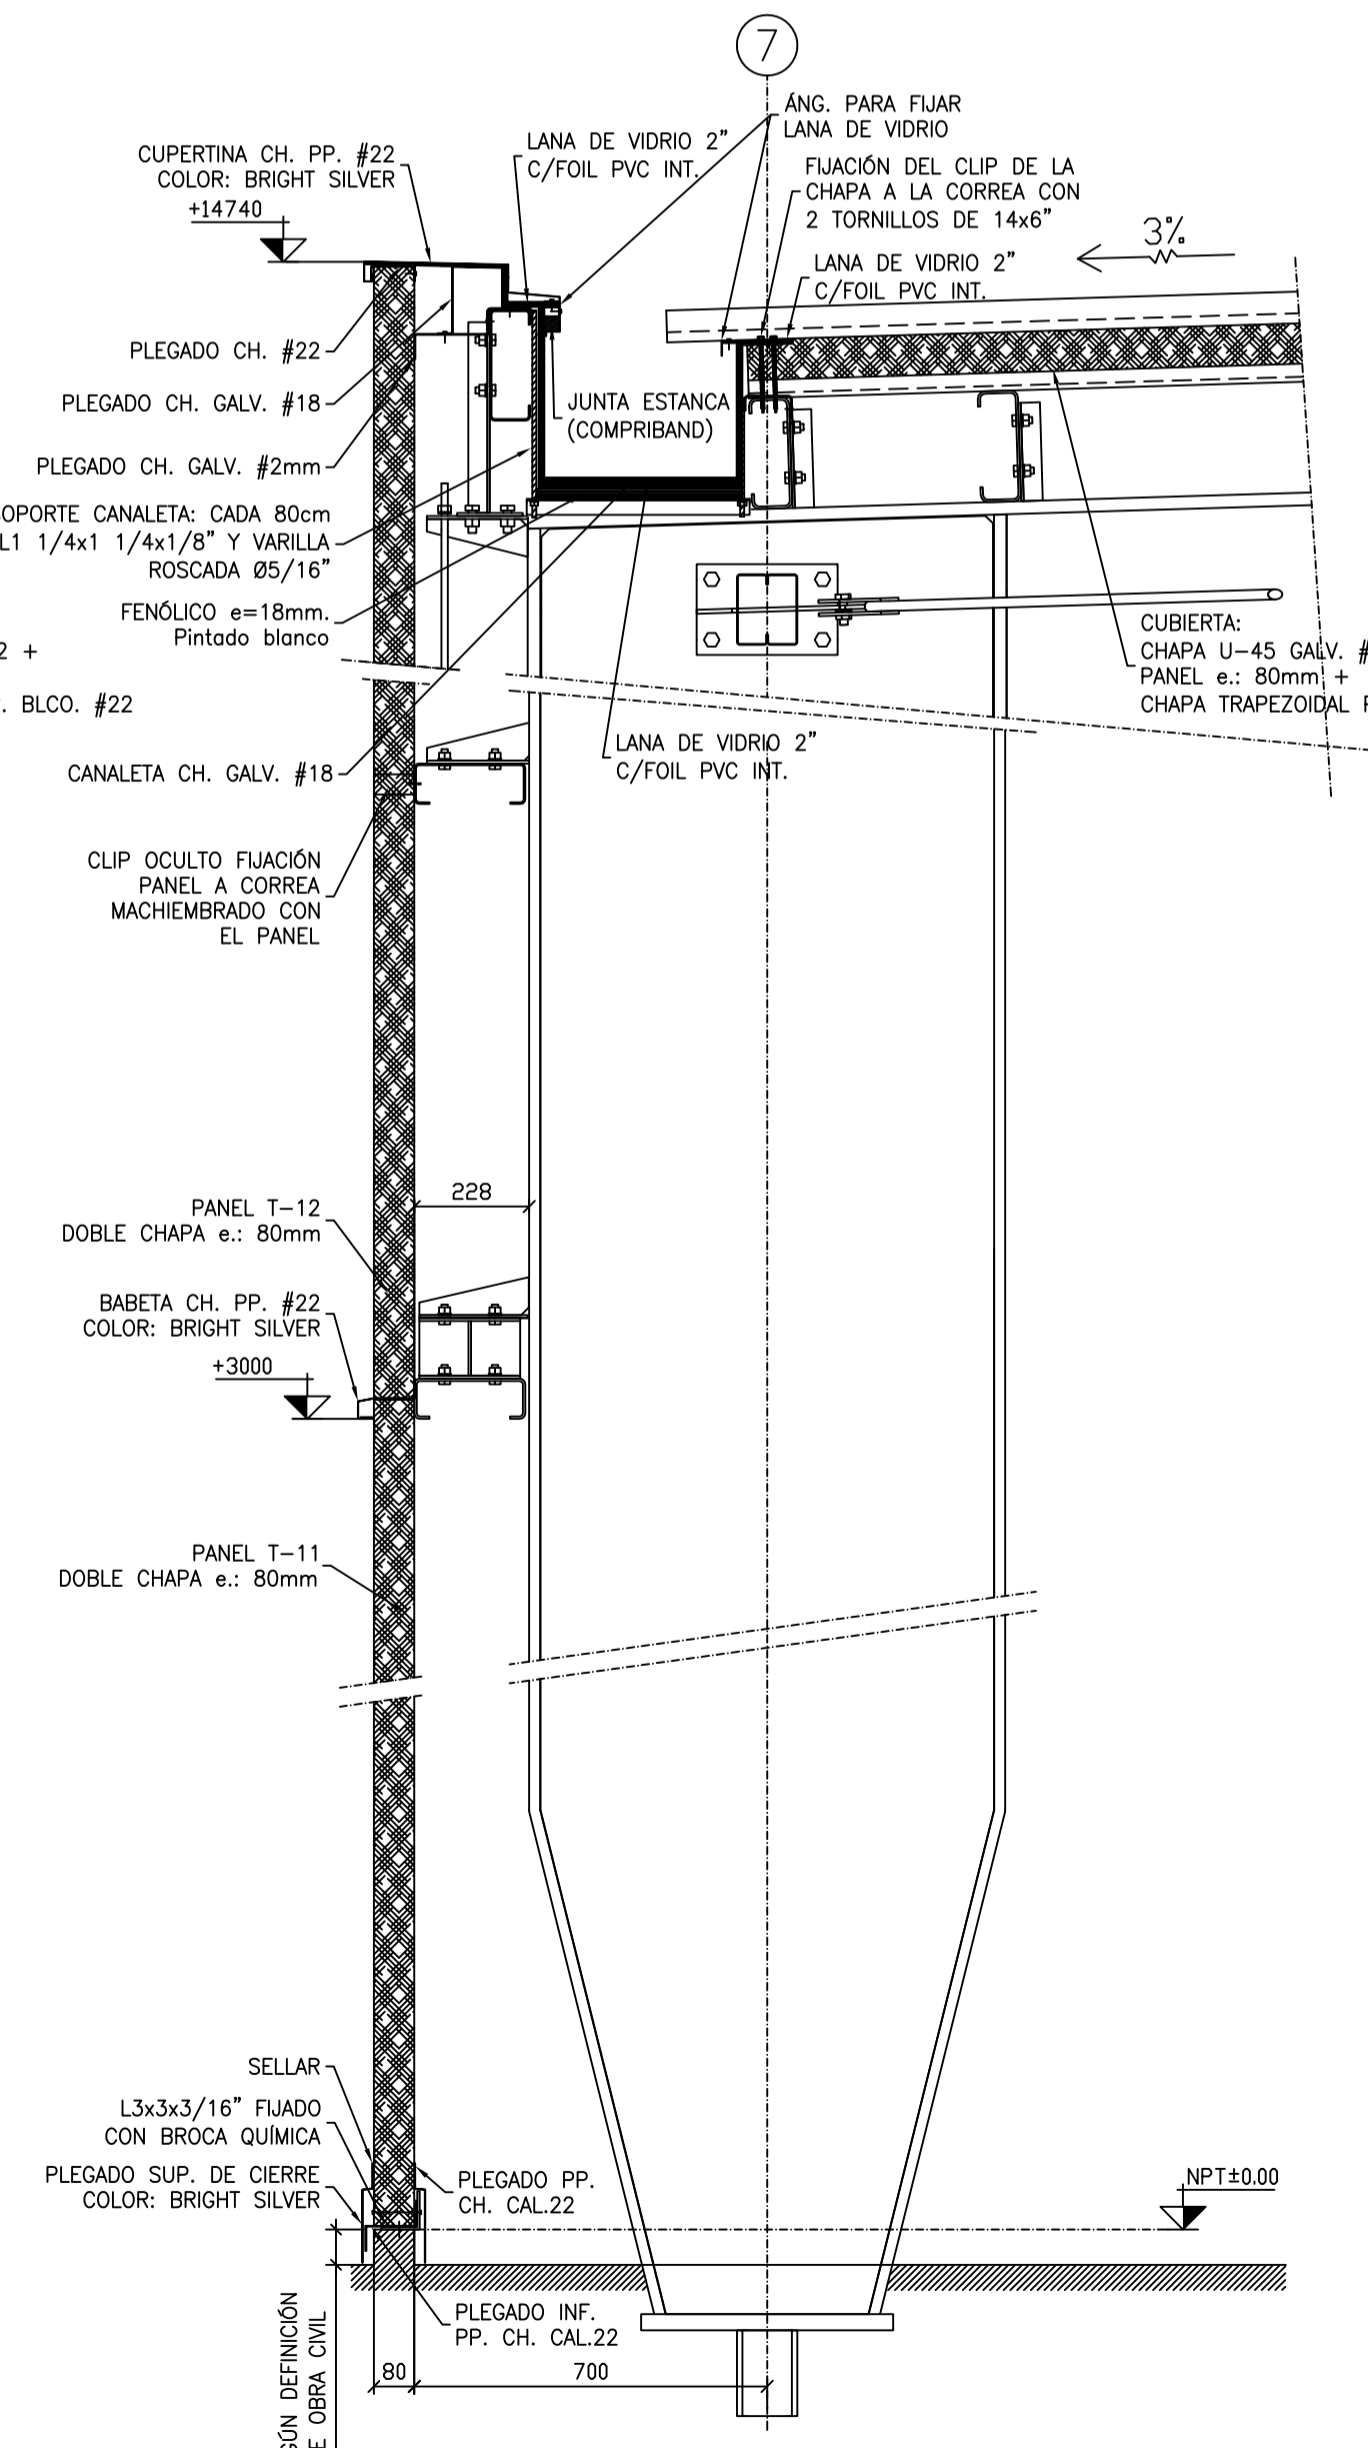 7
ÁNG. PARA FIJAR
LANA DE VIDRIO
LANA DE VIDRIO 2”
C/FOIL PVC INT.
CUPERTINA CH. PP. #22
COLOR: BRIGHT SILVER
+14740
FIJACIÓN DEL CLIP DE LA
CHAPA A LA CORREA CON
2 TORNILLOS DE 14x6”
3%
LANA DE VIDRIO 2”
C/FOIL PVC INT.
PLEGADO CH. #22
PLEGADO CH. GALV. #18
JUNTA ESTANCA
(COMPRIBAND)
PLEGADO CH. GALV. #2mm
OPORTE CANALETA: CADA 80cm
L1 1/4x1 1/4x1/8” Y VARILLA
ROSCADA Ø5/16”
FENÓLICO e=18mm.
Pintado blanco
2 +
. BLCO. #22
CUBIERTA:
CHAPA U-45 GALV. #
PANEL e.: 80mm +
CHAPA TRAPEZOIDAL
LANA DE VIDRIO 2”
C/FOIL PVC INT.
CANALETA CH. GALV. #18
CLIP OCULTO FIJACIÓN
PANEL A CORREA
MACHIEMBRADO CON
EL PANEL
228
PANEL T-12
DOBLE CHAPA e.: 80mm
BABETA CH. PP. #22
COLOR: BRIGHT SILVER
+3000
PANEL T-11
DOBLE CHAPA e.: 80mm
SELLAR
L3x3x3/16” FIJADO
CON BROCA QUÍMICA
PLEGADO SUP. DE CIERRE
COLOR: BRIGHT SILVER
PLEGADO PP.
CH. CAL.22
NPT±0.00
PLEGADO INF.
PP. CH. CAL.22
80
700
GÚN DEFINICIÓN
E OBRA CIVIL